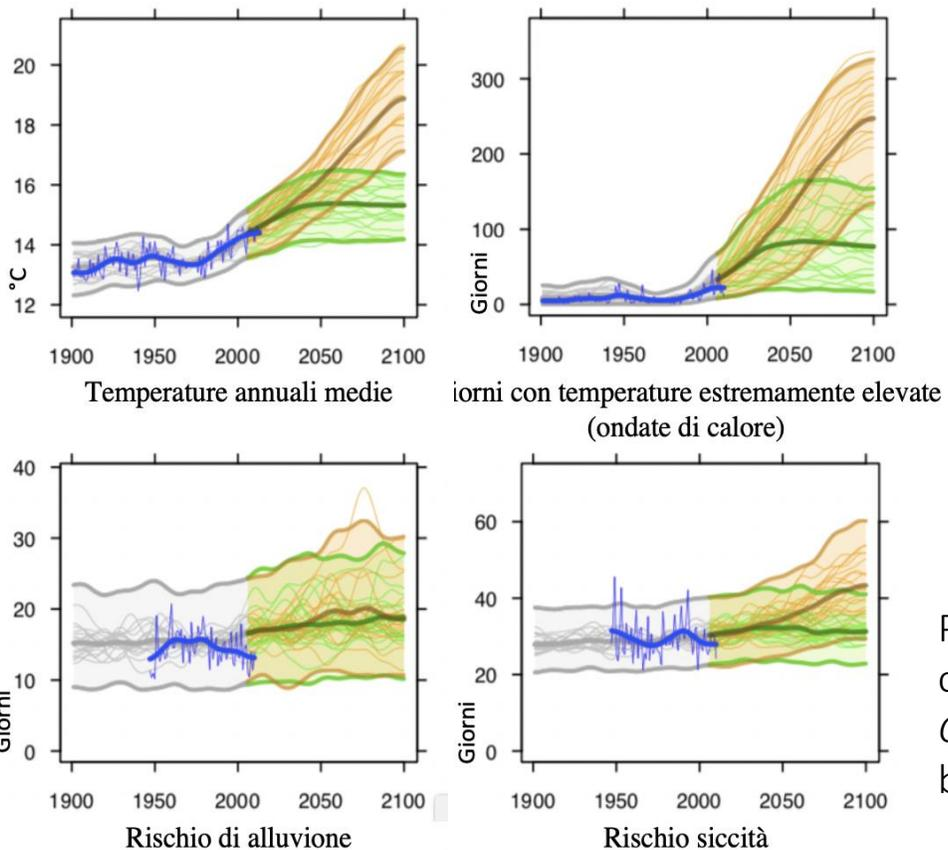 20
18
16
14
12
°C
1900 1950 2000 2050 2100
Temperature annuali medie
300
200
100
0
Giorni
1900 1950 2000 2050 2100
iorni con temperature estremamente elevate
(ondate di calore)
40
30
20
10
0
Giorni
1900 1950 2000 2050 2100
Rischio di alluvione
60
40
20
0
Giorni
1900 1950 2000 2050 2100
Rischio siccità